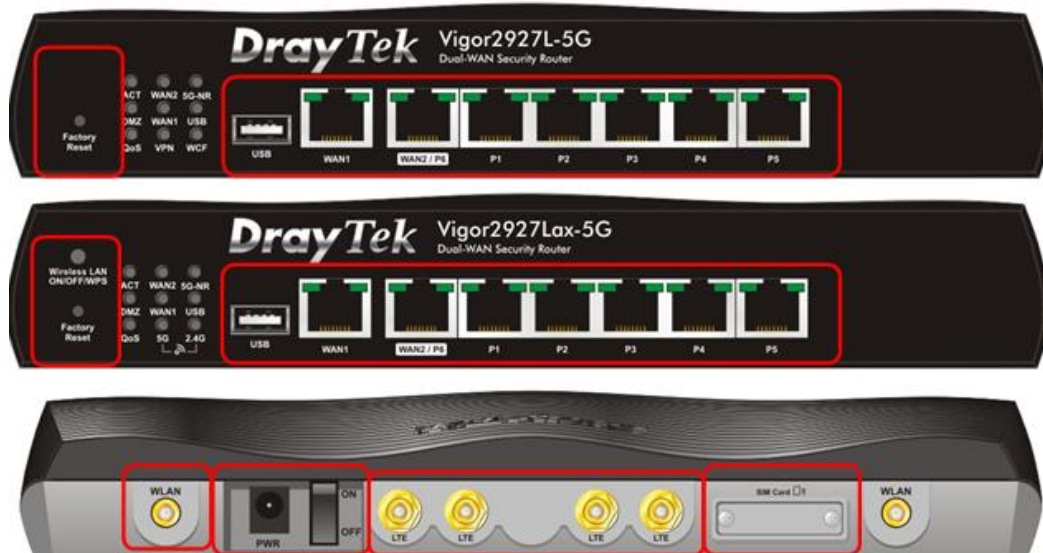 DrayTek Vigor2927L-5G
Dual-WAN Security Router
ACT WAN2 5G-NR
DMZ WAN1 USB
QoS VPN WCF
Factory
Reset
USB WAN1 WAN2 / P6 P1 P2 P3 P4 P5
DrayTek Vigor2927Lax-5G
Dual-WAN Security Router
Wireless LAN
ON/OFF/WPS
ACT WAN2 5G-NR
DMZ WAN1 USB
Factory
Reset
QoS 5G 2.4G
USB WAN1 WAN2 / P6 P1 P2 P3 P4 P5
WLAN
PWR
ON
OFF
LTE LTE LTE LTE
SIM Card
WLAN